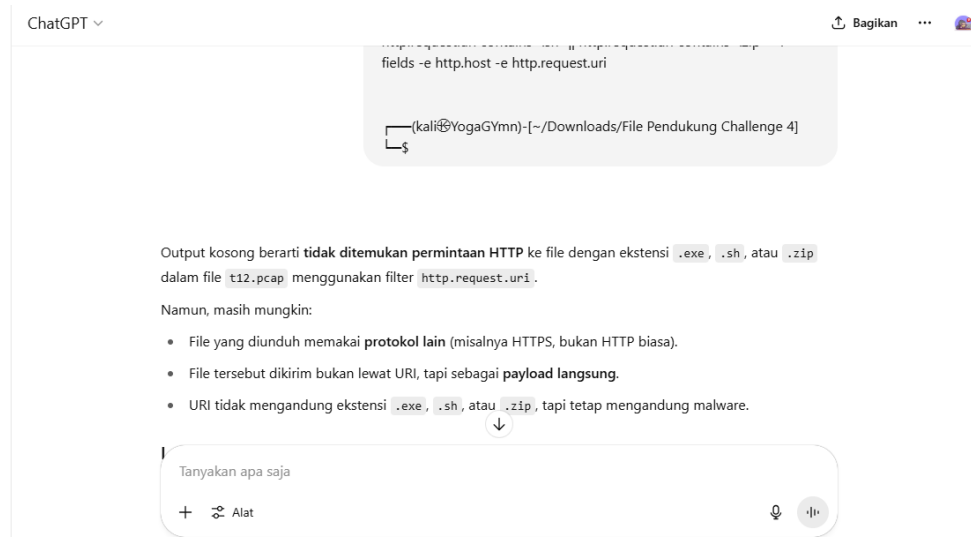 ChatGPT
Bagikan
fields -e http.host -e http.request.uri
┌──(kali㉿YogaGYmn)-[~/Downloads/File Pendukung Challenge 4]
└─$
Output kosong berarti tidak ditemukan permintaan HTTP ke file dengan ekstensi .exe, .sh, atau .zip
dalam file t12.pcap menggunakan filter http.request.uri.
Namun, masih mungkin:
• File yang diunduh memakai protokol lain (misalnya HTTPS, bukan HTTP biasa).
• File tersebut dikirim bukan lewat URI, tapi sebagai payload langsung.
• URI tidak mengandung ekstensi .exe, .sh, atau .zip, tapi tetap mengandung malware.
Tanyakan apa saja
Alat